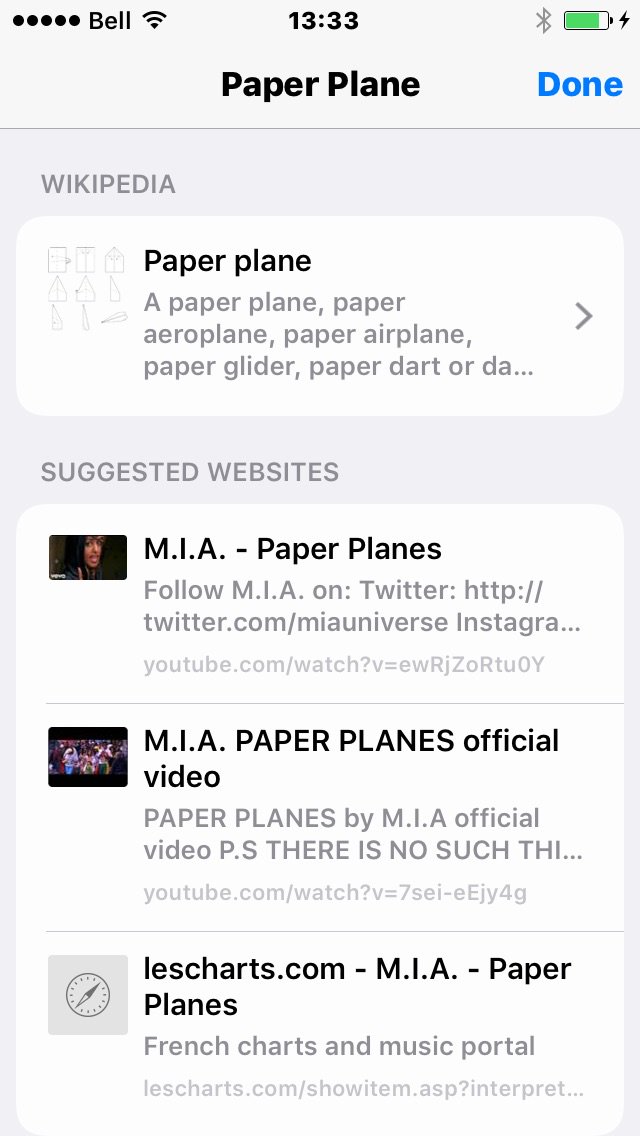 Bell 13:33
Paper Plane Done
WIKIPEDIA
Paper plane
A paper plane, paper
aeroplane, paper airplane,
paper glider, paper dart or da...
SUGGESTED WEBSITES
M.I.A. - Paper Planes
Follow M.I.A. on: Twitter: http://
twitter.com/miauniverse Instagra...
youtube.com/watch?v=ewRjZoRtu0Y
vevo
M.I.A. PAPER PLANES official
video
PAPER PLANES by M.I.A official
video P.S THERE IS NO SUCH THI...
youtube.com/watch?v=7sei-eEjy4g
lescharts.com - M.I.A. - Paper
Planes
French charts and music portal
lescharts.com/showitem.asp?interpret...